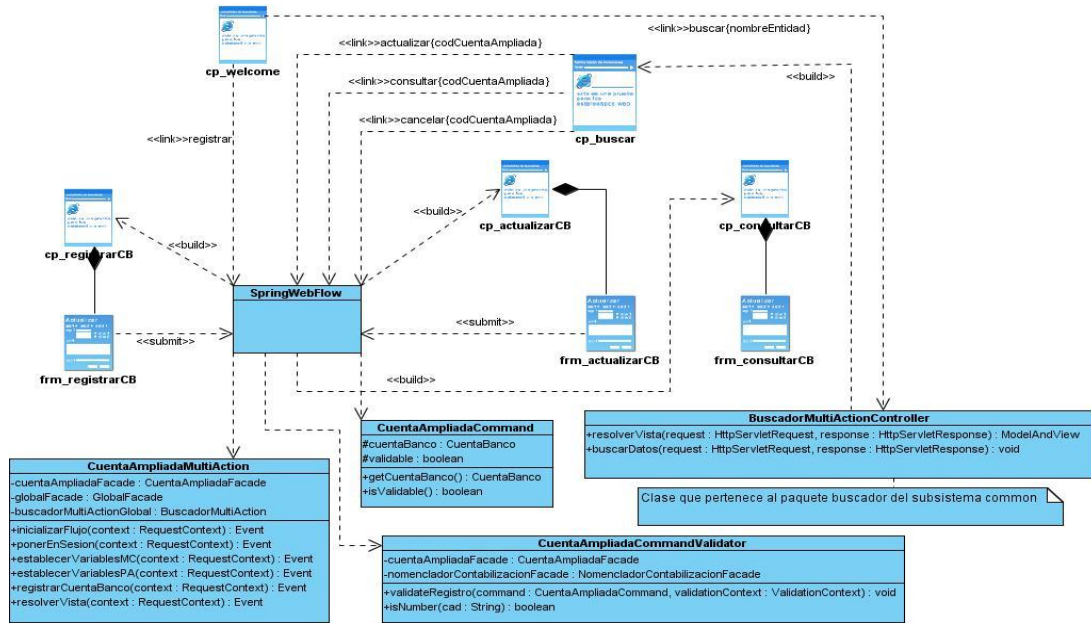 <<link>>buscar{nombreEntidad}
<<link>>actualizar{codCuentaAmpliada}
cp_welcome
<<build>>
<<link>>consultar{codCuentaAmpliada}
<<link>>cancelar{codCuentaAmpliada}
<<link>>registrar
cp_buscar
<<build>>
cp_actualizarCB
cp_consultarCB
<<build>>
cp_registrarCB
SpringWebFlow
Actualizar
Actualizar
Actualizar
<<submit>>
<<submit>>
frm_registrarCB
frm_actualizarCB
frm_consultarCB
<<build>>
BuscadorMultiActionController
+resolverVista(request : HttpServletRequest, response : HttpServletResponse) : ModelAndView
+buscarDatos(request : HttpServletRequest, response : HttpServletResponse) : void
CuentaAmpliadaCommand
#cuentaBanco : CuentaBanco
#validable : boolean
+getCuentaBanco() : CuentaBanco
+isValidable() : boolean
CuentaAmpliadaMultiAction
-cuentaAmpliadaFacade : CuentaAmpliadaFacade
-globalFacade : GlobalFacade
-buscadorMultiActionGlobal : BuscadorMultiAction
+inicializarFlujo(context : RequestContext) : Event
+ponerEnSesion(context : RequestContext) : Event
+establecerVariablesMC(context : RequestContext) : Event
+establecerVariablesPA(context : RequestContext) : Event
+registrarCuentaBanco(context : RequestContext) : Event
+resolverVista(context : RequestContext) : Event
Clase que pertenece al paquete buscador del subsistema common
CuentaAmpliadaCommandValidator
-cuentaAmpliadaFacade : CuentaAmpliadaFacade
-nomencladorContabilizacionFacade : NomencladorContabilizacionFacade
+validateRegistro(command : CuentaAmpliadaCommand, validationContext : ValidationContext) : void
+isNumber(cad : String) : boolean